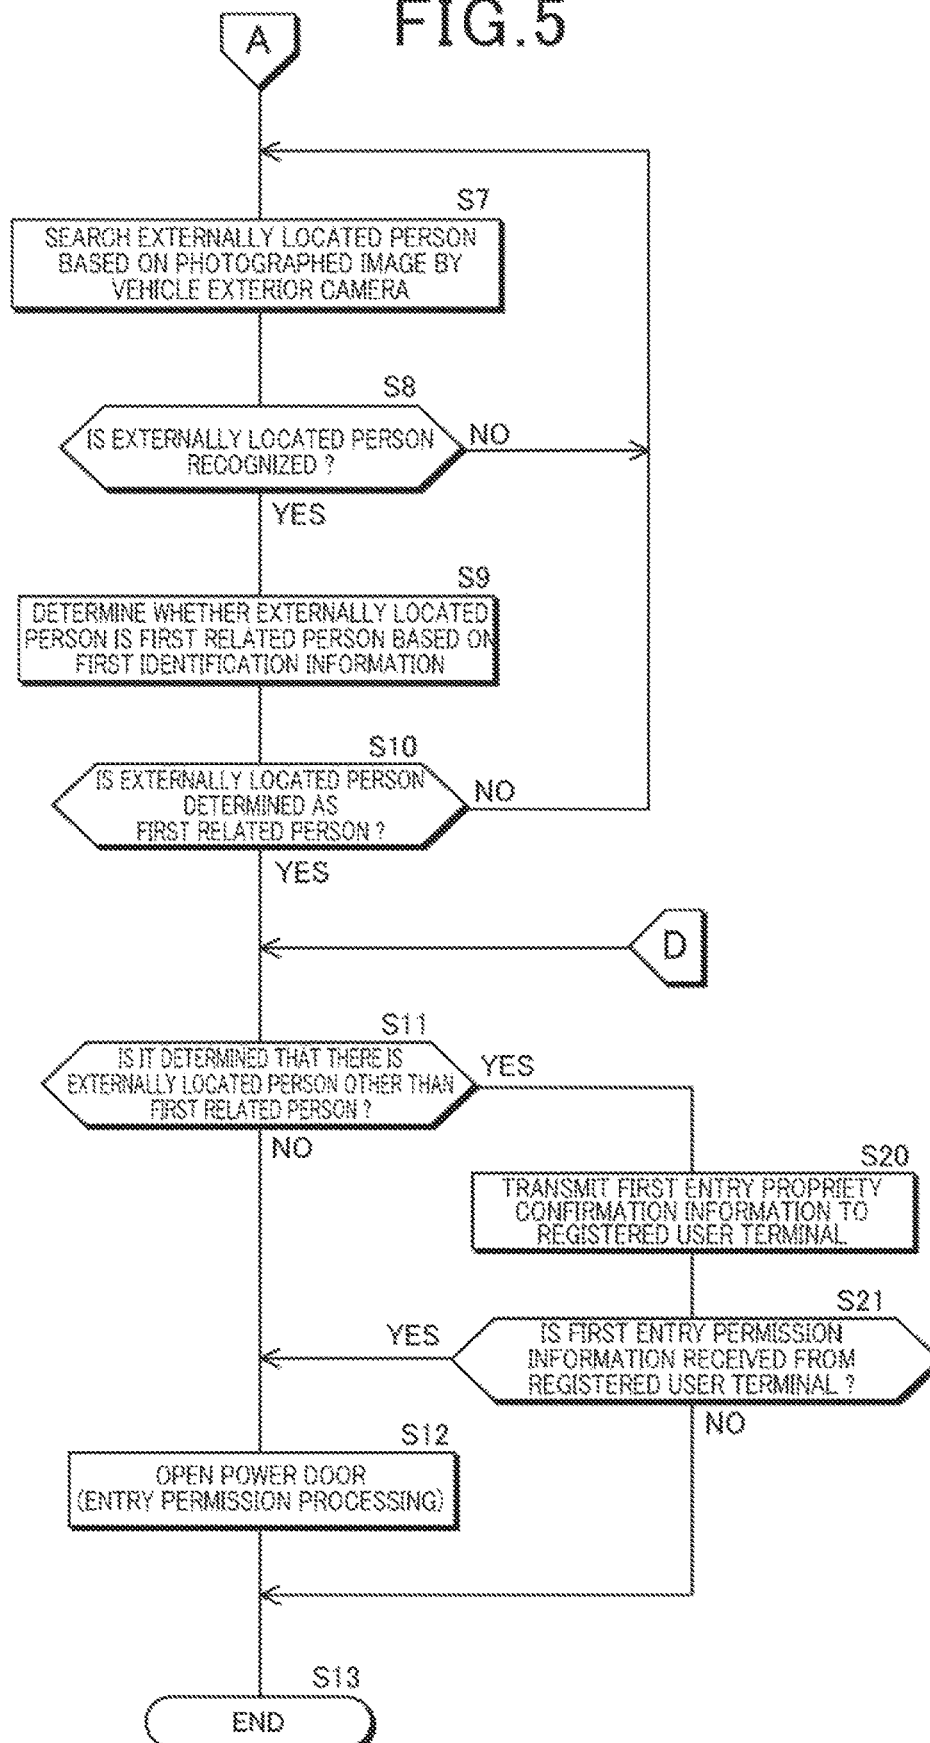 FIG.5
A
S7
SEARCH EXTERNALLY LOCATED PERSON
BASED ON PHOTOGRAPHED IMAGE BY
VEHICLE EXTERIOR CAMERA
S8
IS EXTERNALLY LOCATED PERSON
RECOGNIZED ?
NO
YES
S9
DETERMINE WHETHER EXTERNALLY LOCATED
PERSON IS FIRST RELATED PERSON BASED ON
FIRST IDENTIFICATION INFORMATION
S10
IS EXTERNALLY LOCATED PERSON
DETERMINED AS
FIRST RELATED PERSON ?
NO
YES
D
S11
IS IT DETERMINED THAT THERE IS
EXTERNALLY LOCATED PERSON OTHER THAN
FIRST RELATED PERSON ?
YES
NO
S20
TRANSMIT FIRST ENTRY PROPRIETY
CONFIRMATION INFORMATION TO
REGISTERED USER TERMINAL
S21
IS FIRST ENTRY PERMISSION
INFORMATION RECEIVED FROM
REGISTERED USER TERMINAL ?
YES
NO
S12
OPEN POWER DOOR
(ENTRY PERMISSION PROCESSING)
S13
END